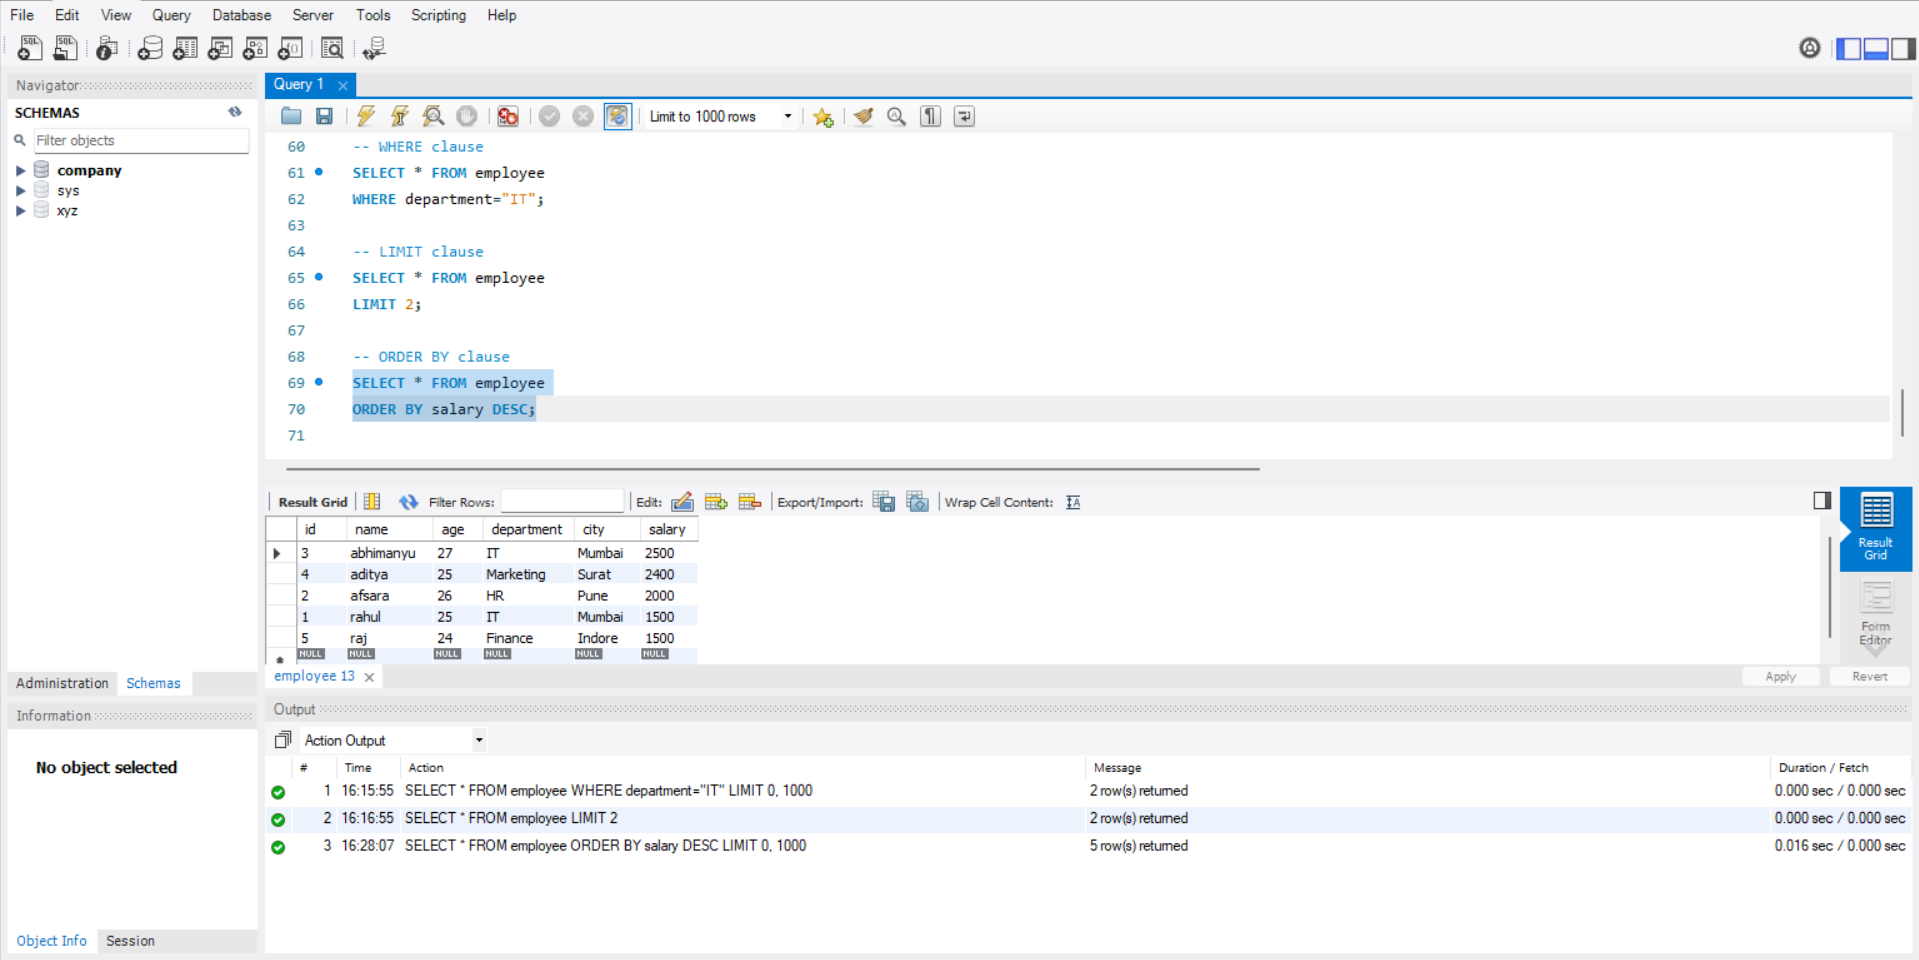 File Edit View Query Database Server Tools Scripting Help
Navigator
SCHEMAS
Filter objects
company
sys
xyz
Administration Schemas
Information
No object selected
Object Info Session
Query 1
Limit to 1000 rows
60 -- WHERE clause
61 SELECT * FROM employee
62 WHERE department="IT";
63
64 -- LIMIT clause
65 SELECT * FROM employee
66 LIMIT 2;
67
68 -- ORDER BY clause
69 SELECT * FROM employee
70 ORDER BY salary DESC;
71
Result Grid Filter Rows: Edit: Export/Import: Wrap Cell Content:
id name age department city salary
3 abhimanyu 27 IT Mumbai 2500
4 aditya 25 Marketing Surat 2400
2 afsara 26 HR Pune 2000
1 rahul 25 IT Mumbai 1500
5 raj 24 Finance Indore 1500
NULL NULL NULL NULL NULL NULL
Result
Grid
Form
Editor
employee 13
Apply Revert
Output
Action Output
# Time Action Message Duration / Fetch
1 16:15:55 SELECT * FROM employee WHERE department="IT" LIMIT 0, 1000 2 row(s) returned 0.000 sec / 0.000 sec
2 16:16:55 SELECT * FROM employee LIMIT 2 2 row(s) returned 0.000 sec / 0.000 sec
3 16:28:07 SELECT * FROM employee ORDER BY salary DESC LIMIT 0, 1000 5 row(s) returned 0.016 sec / 0.000 sec